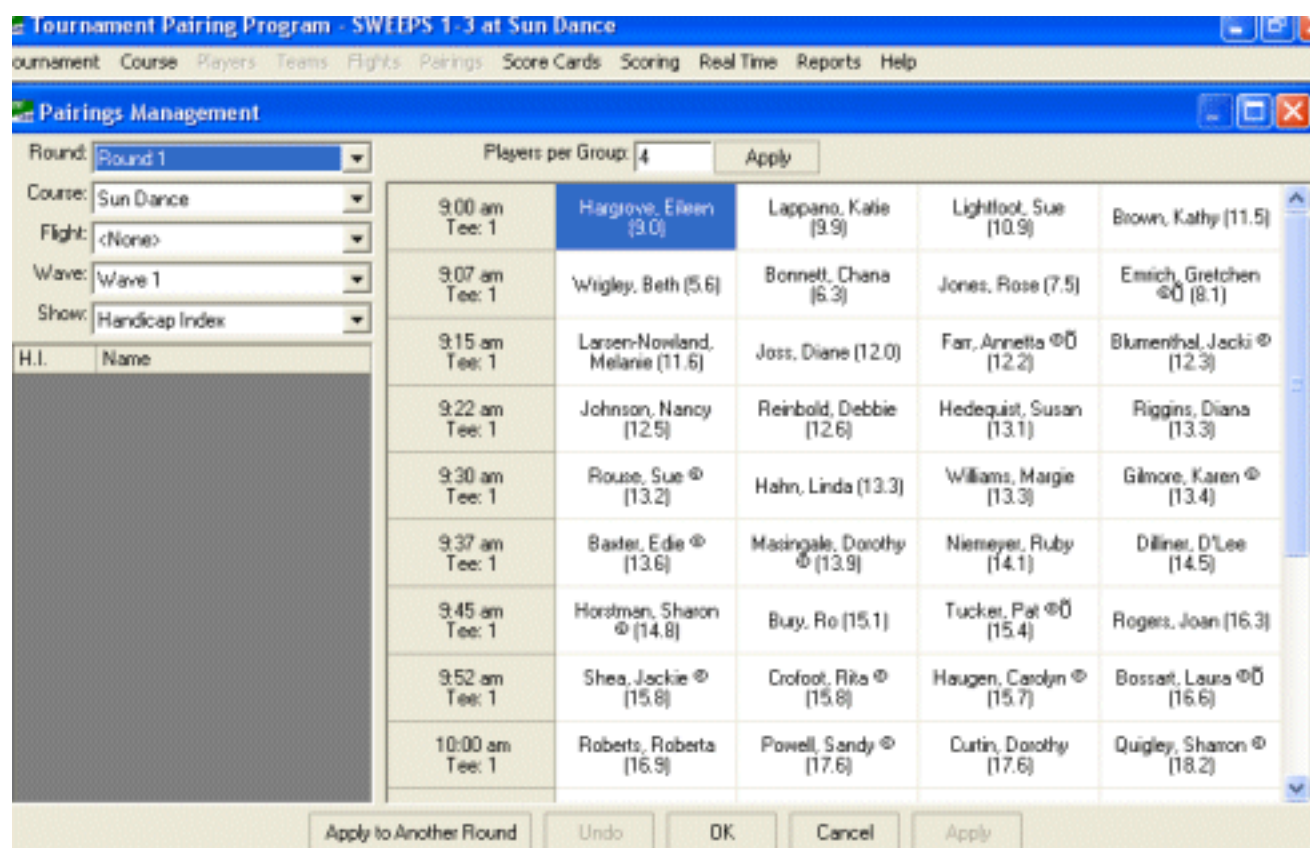 Tournament Pairing Program - SWEEPS 1-3 at Sun Dance
ournament Course Players Teams Flights Pairings Score Cards Scoring Real Time Reports Help
Pairings Management
Round: Round 1
Players per Group: 4 Apply
Course: Sun Dance
Flight: <None>
Wave: Wave 1
Show: Handicap Index
H.I. Name
9:00 am
Tee: 1
Hargrove, Eileen
(9.0)
Lappano, Katie
(9.9)
Lightfoot, Sue
(10.9)
Brown, Kathy (11.5)
9:07 am
Tee: 1
Wrigley, Beth (5.6)
Bonnett, Chana
(6.3)
Jones, Rose (7.5)
Emrich, Gretchen
©Ö (8.1)
9:15 am
Tee: 1
Larsen-Nowland,
Melanie (11.6)
Joss, Diane (12.0)
Farr, Annetta ©Ö
(12.2)
Blumenthal, Jacki ©
(12.3)
9:22 am
Tee: 1
Johnson, Nancy
(12.5)
Reinbold, Debbie
(12.6)
Hedequist, Susan
(13.1)
Riggins, Diana
(13.3)
9:30 am
Tee: 1
Rouse, Sue ©
(13.2)
Hahn, Linda (13.3)
Williams, Margie
(13.3)
Gilmore, Karen ©
(13.4)
9:37 am
Tee: 1
Baxter, Edie ©
(13.6)
Masingale, Dorothy
© (13.9)
Niemeyer, Ruby
(14.1)
Dilliner, D'Lee
(14.5)
9:45 am
Tee: 1
Horstman, Sharon
© (14.8)
Bury, Ro (15.1)
Tucker, Pat ©Ö
(15.4)
Rogers, Joan (16.3)
9:52 am
Tee: 1
Shea, Jackie ©
(15.8)
Crofoot, Rita ©
(15.8)
Haugen, Carolyn ©
(15.7)
Bossart, Laura ©Ö
(16.6)
10:00 am
Tee: 1
Roberts, Roberta
(16.9)
Powell, Sandy ©
(17.6)
Curtin, Dorothy
(17.6)
Quigley, Sharron ©
(18.2)
Apply to Another Round Undo OK Cancel Apply